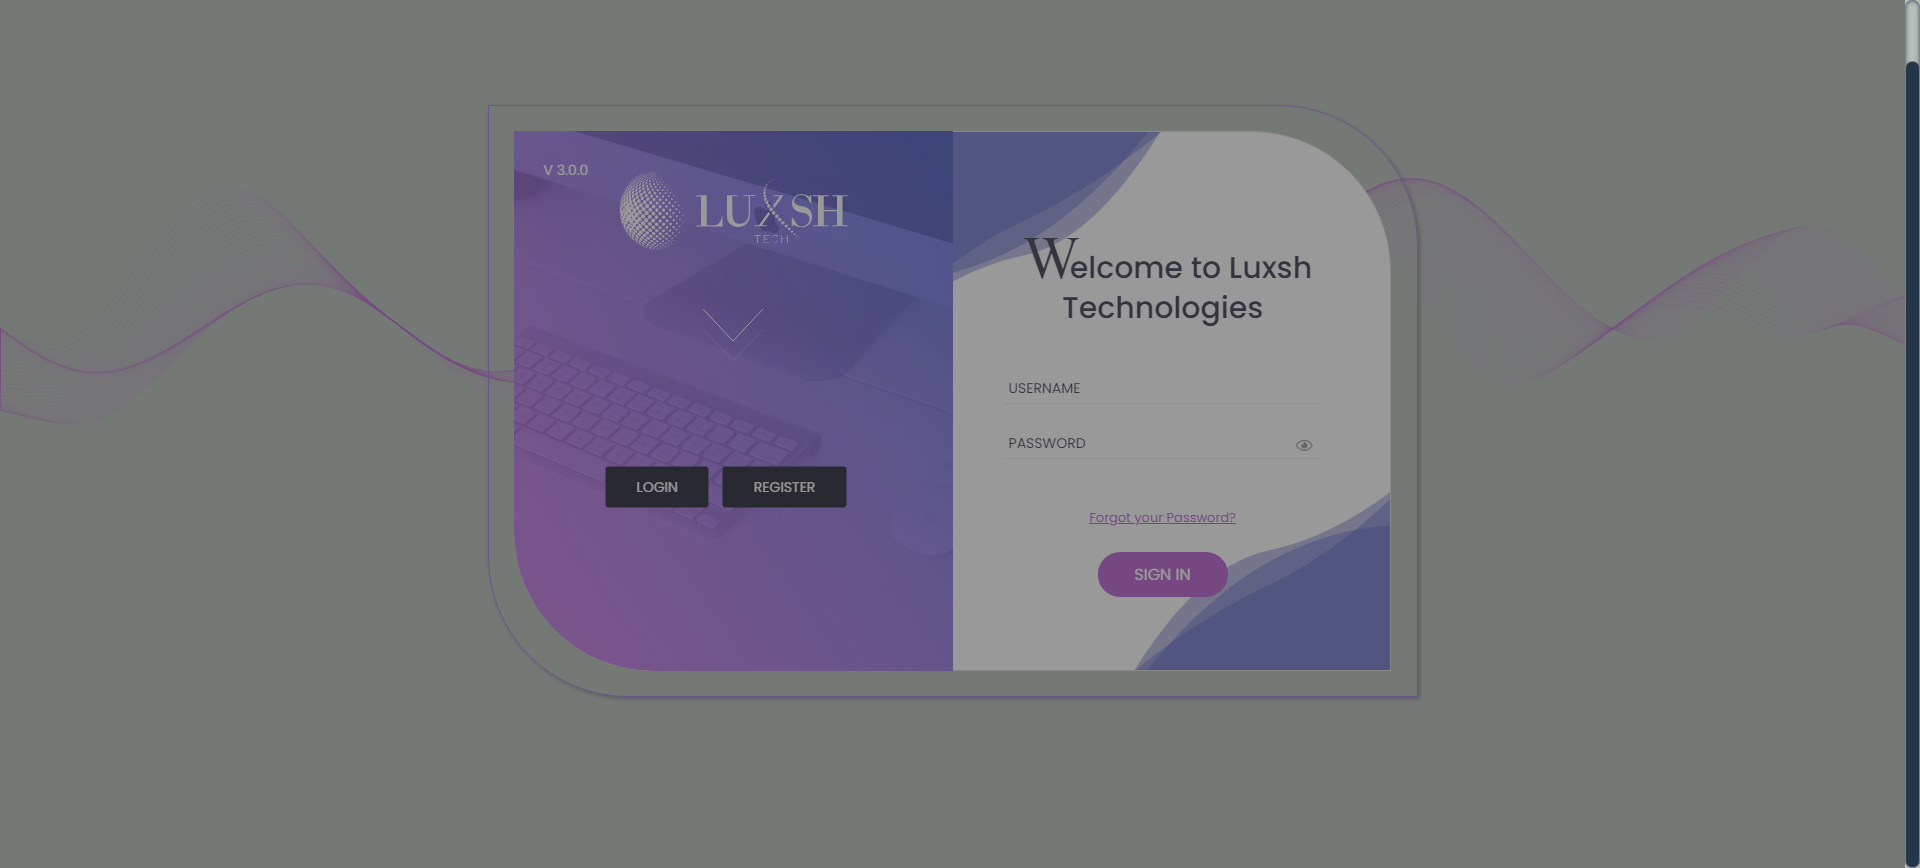 V 3.0.0
LUXSH
TECH
LOGIN
REGISTER
Welcome to Luxsh
Technologies
USERNAME
PASSWORD
Forgot your Password?
SIGN IN